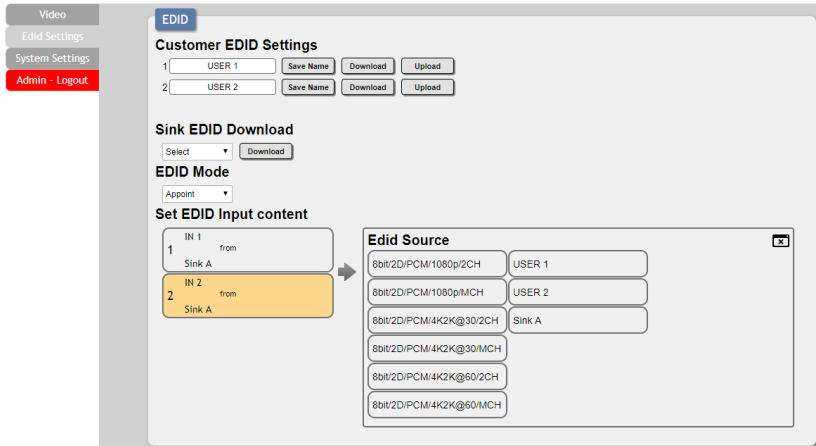 Video
Edid Settings
System Settings
Admin - Logout
EDID
Customer EDID Settings
1 USER 1 Save Name Download Upload
2 USER 2 Save Name Download Upload
Sink EDID Download
Select Download
EDID Mode
Appoint
Set EDID Input content
IN 1
1 from
Sink A
IN 2
2 from
Sink A
Edid Source
8bit/2D/PCM/1080p/2CH USER 1
8bit/2D/PCM/1080p/MCH USER 2
8bit/2D/PCM/4K2K@30/2CH Sink A
8bit/2D/PCM/4K2K@30/MCH
8bit/2D/PCM/4K2K@60/2CH
8bit/2D/PCM/4K2K@60/MCH